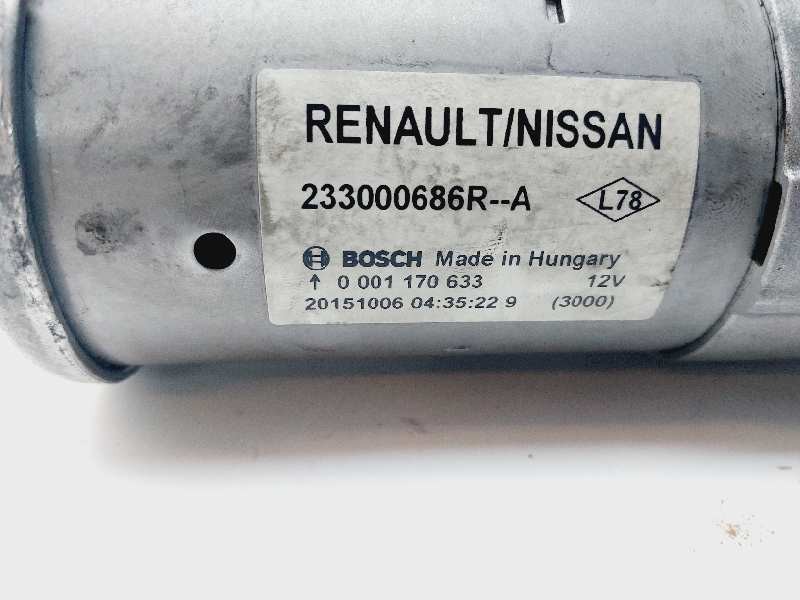 RENAULT/NISSAN
233000686R--A L78
BOSCH Made in Hungary
↑ 0 001 170 633 12V
20151006 04:35:22 9 (3000)